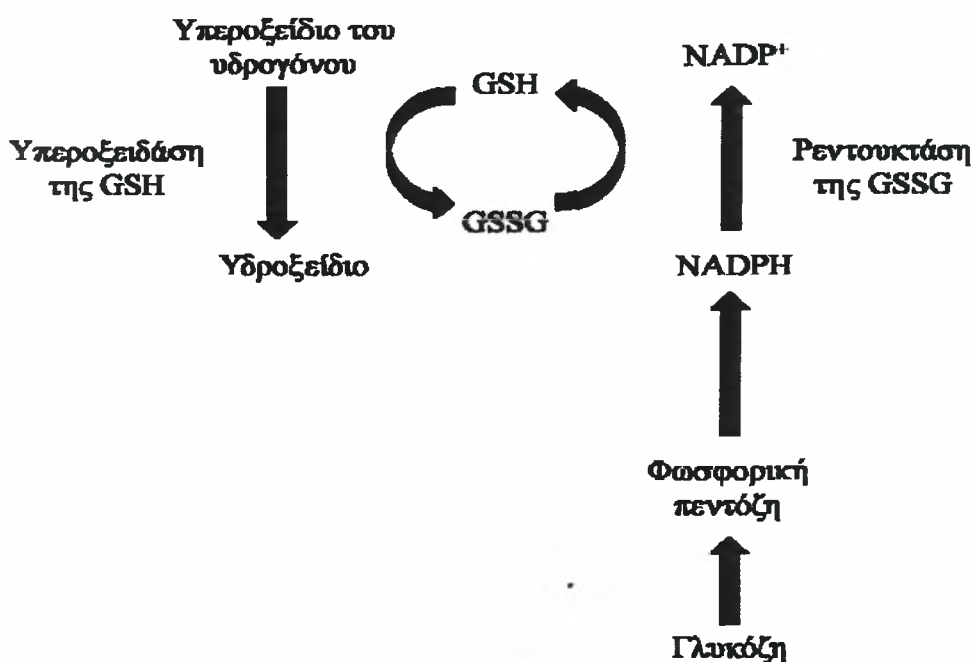 Υπεροξείδιο του
υδρογόνου
GSH
NADP⁺
Υπεροξειδάση
της GSH
Ρεντουκτάση
της GSSG
GSSG
Υδροξείδιο
NADPH
Φωσφορική
πεντόζη
Γλυκόζη